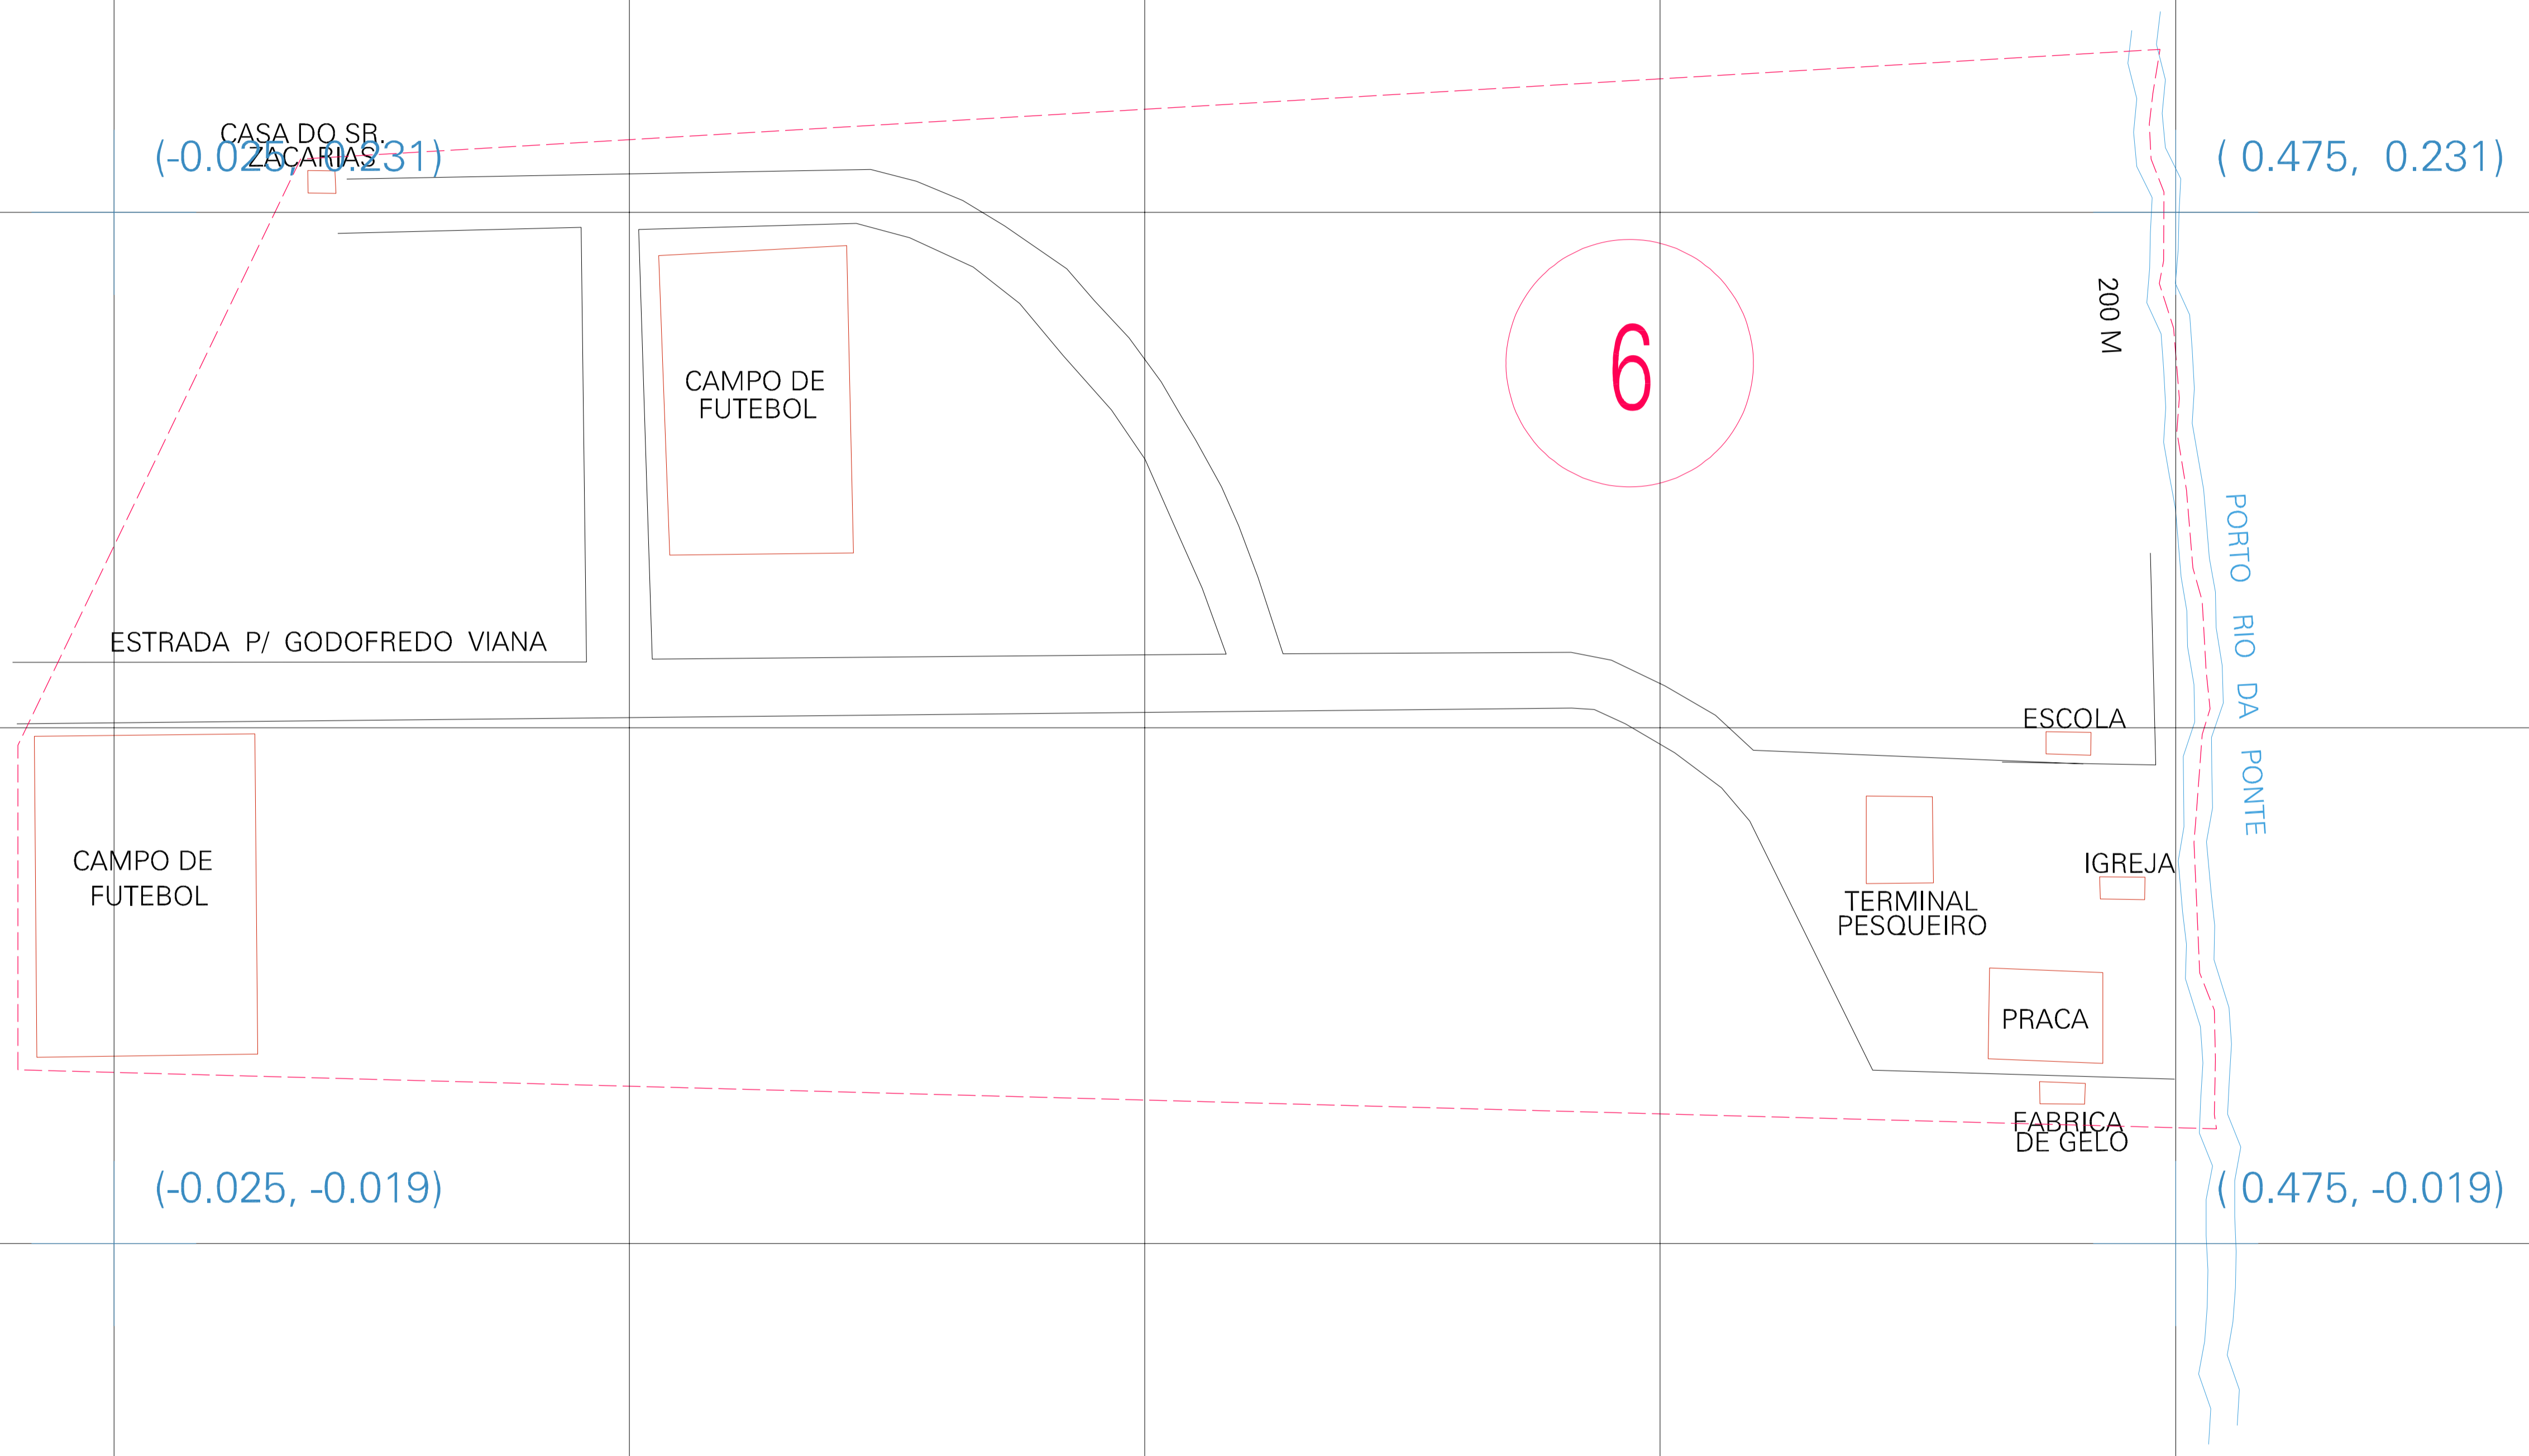 CASA DO SR.
ZACARIAS
(-0.025,  0.231)
( 0.475,  0.231)
200 M
CAMPO DE
FUTEBOL
6
PORTO RIO DA PONTE
ESTRADA P/ GODOFREDO VIANA
ESCOLA
CAMPO DE
FUTEBOL
IGREJA
TERMINAL
PESQUEIRO
PRACA
FABRICA
DE GELO
(-0.025, -0.019)
( 0.475, -0.019)